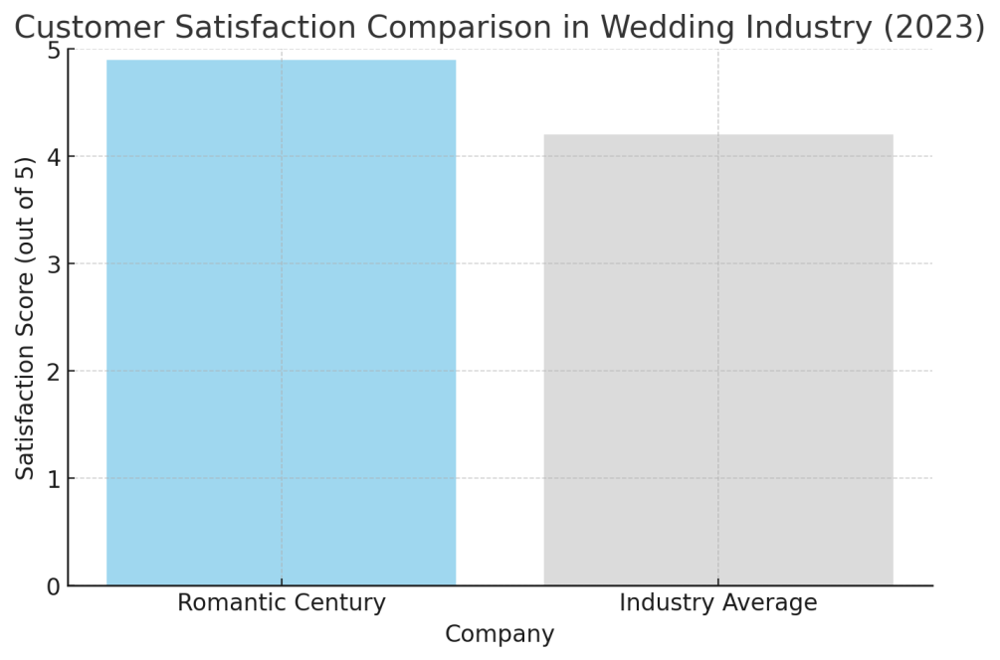 Customer Satisfaction Comparison in Wedding Industry (2023)
Satisfaction Score (out of 5)
5
4
3
2
1
0
Romantic Century
Industry Average
Company